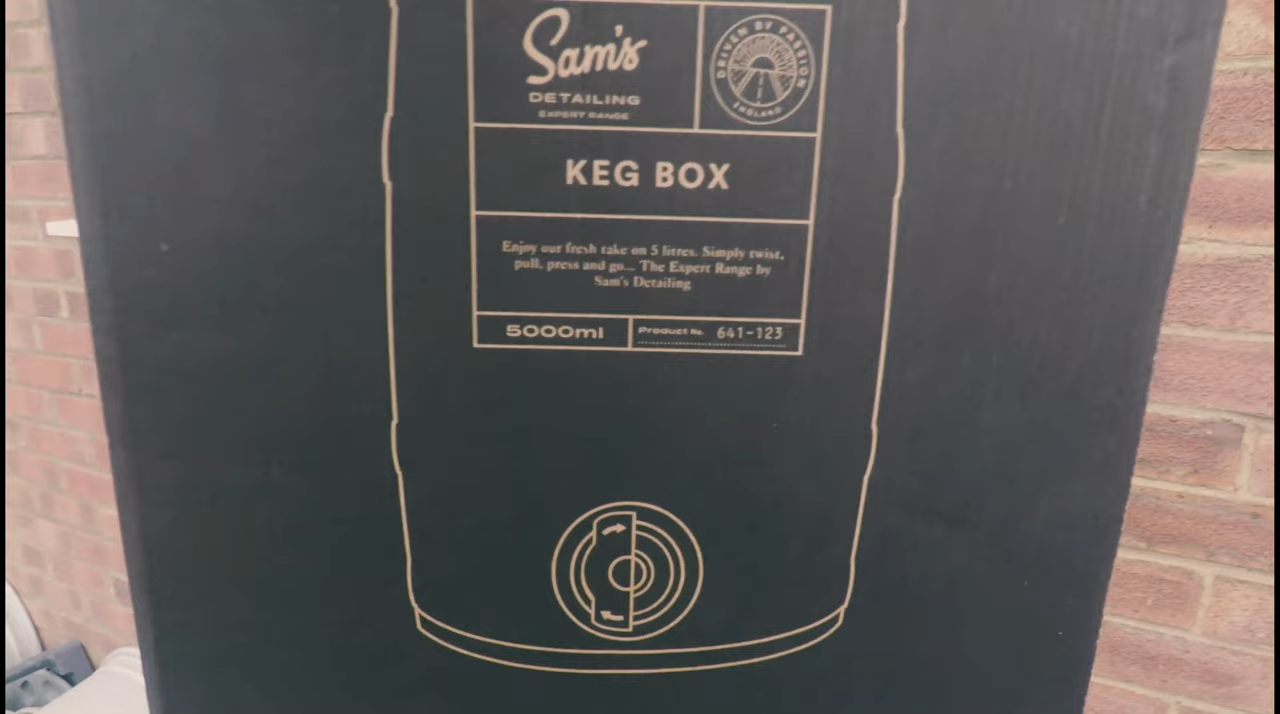 Sam's
DETAILING
EXPERT RANGE
DRIVEN BY PASSION
ENGLAND
KEG BOX
Enjoy our fresh take on 5 litres. Simply twist,
pull, press and go... The Expert Range by
Sam's Detailing
5000ml
Product No. 641-123